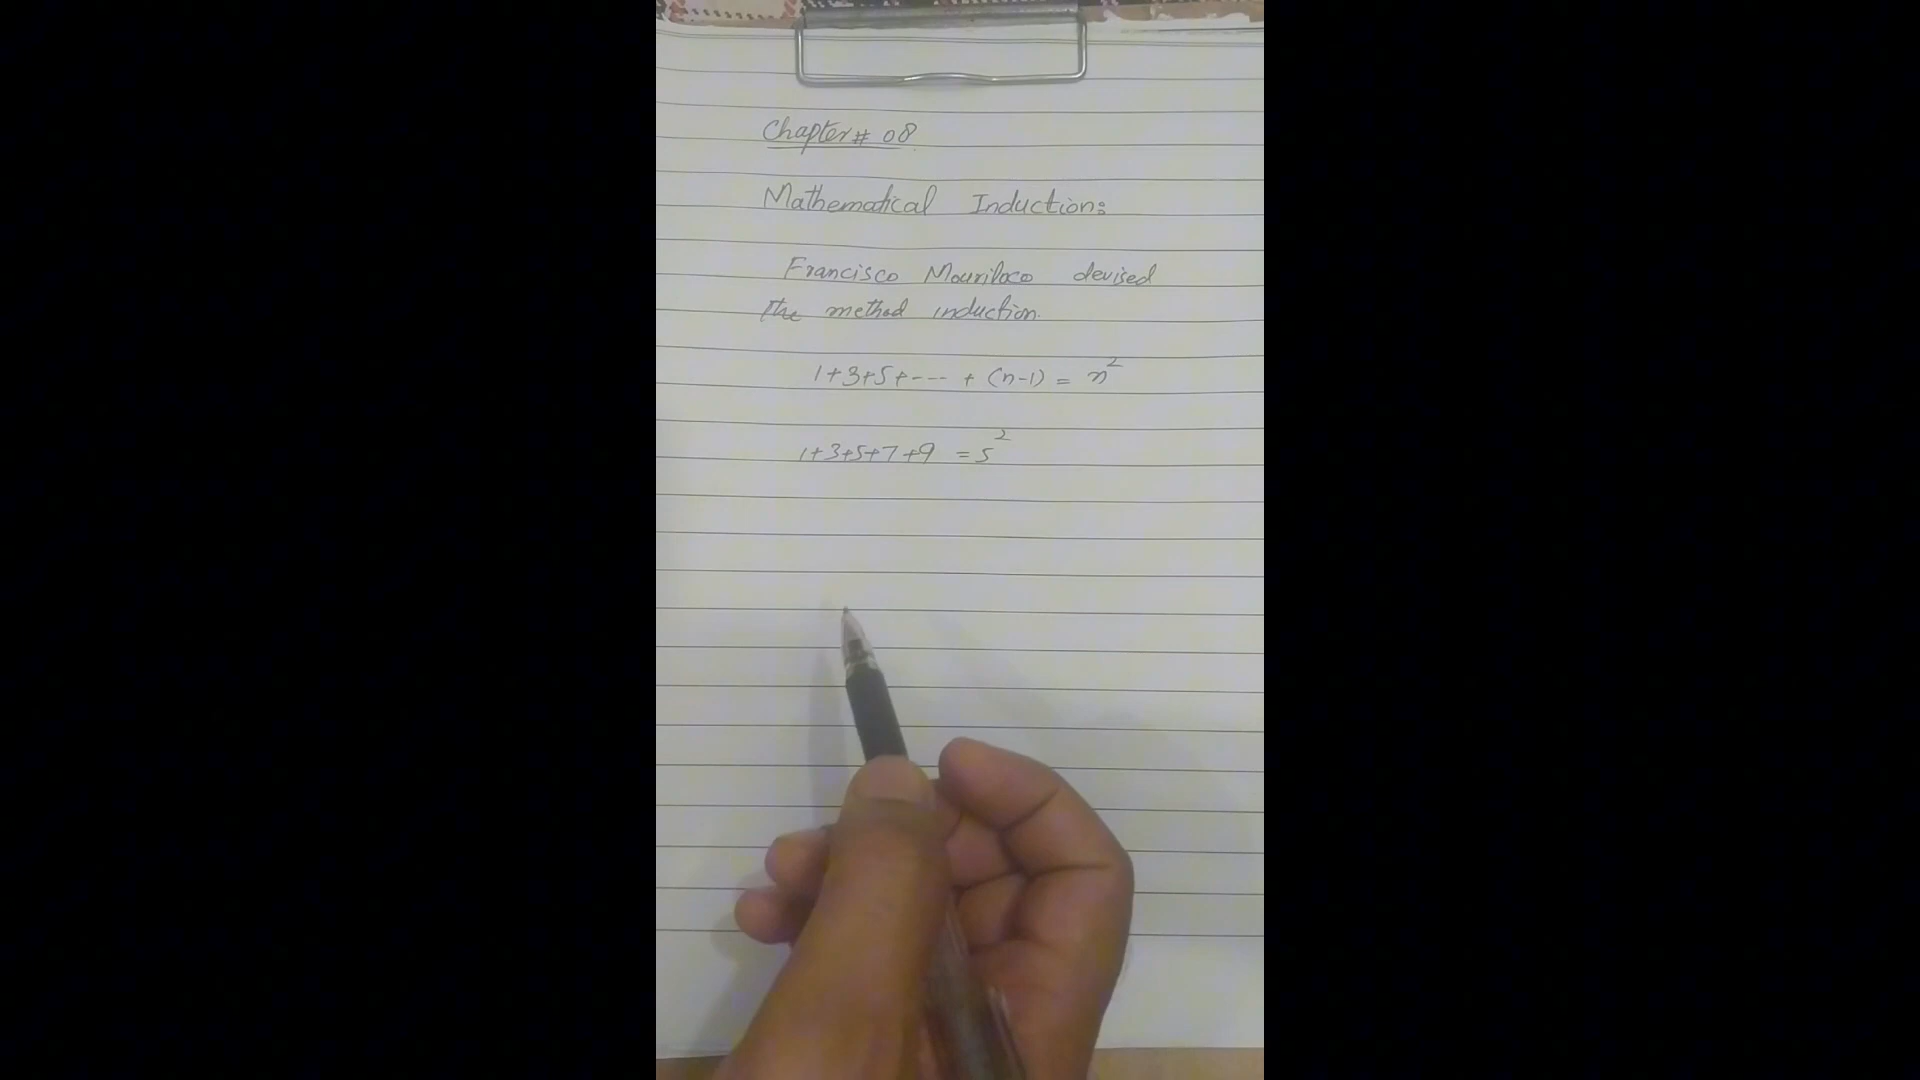 Chapter# 08
Mathematical Induction:
Francisco Mouriloco devised
the method induction.
1+3+5+---- + (n-1) = n²
1+3+5+7+9 = 5²